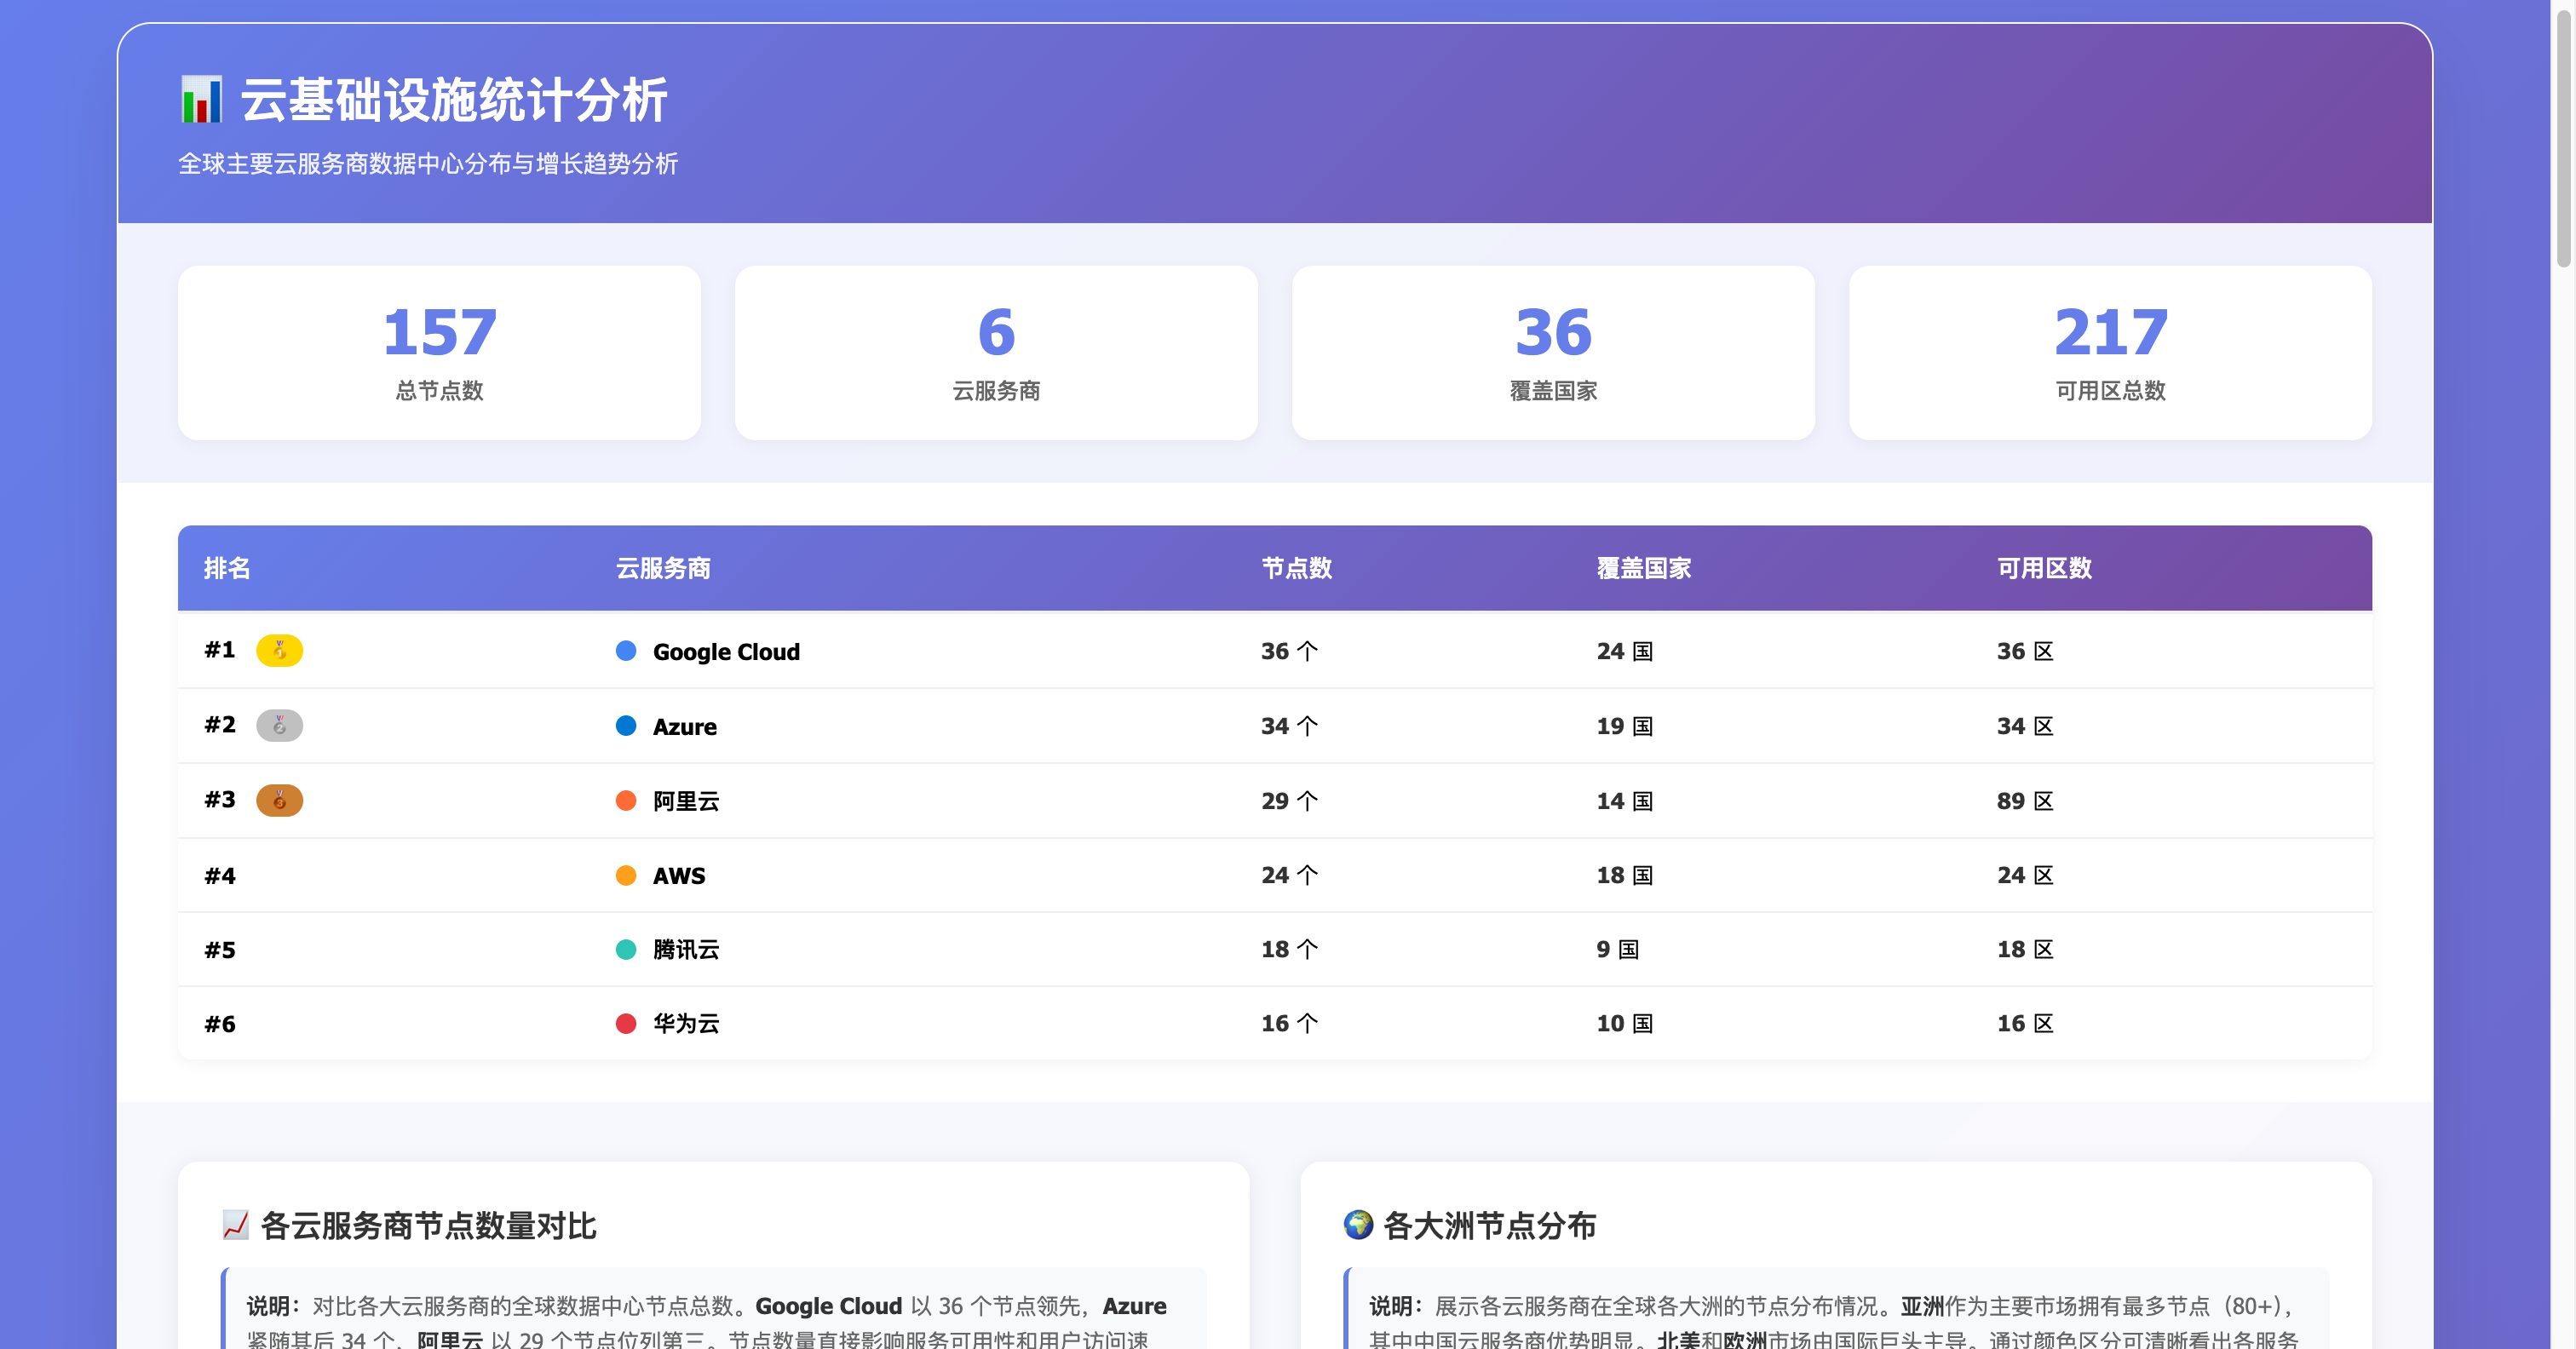 云基础设施统计分析
全球主要云服务商数据中心分布与增长趋势分析
157
总节点数
6
云服务商
36
覆盖国家
217
可用区总数
排名 云服务商 节点数 覆盖国家 可用区数
#1 Google Cloud 36 个 24 国 36 区
#2 Azure 34 个 19 国 34 区
#3 阿里云 29 个 14 国 89 区
#4 AWS 24 个 18 国 24 区
#5 腾讯云 18 个 9 国 18 区
#6 华为云 16 个 10 国 16 区
各云服务商节点数量对比
说明：对比各大云服务商的全球数据中心节点总数。Google Cloud 以 36 个节点领先，Azure
紧随其后 34 个，阿里云 以 29 个节点位列第三。节点数量直接影响服务可用性和用户访问速
各大洲节点分布
说明：展示各云服务商在全球各大洲的节点分布情况。亚洲作为主要市场拥有最多节点（80+），
其中中国云服务商优势明显。北美和欧洲市场由国际巨头主导。通过颜色区分可清晰看出各服务